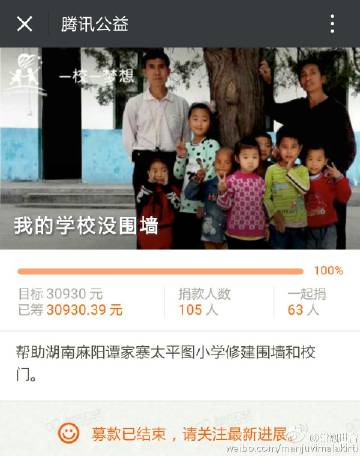 腾讯公益
一校一梦想
我的学校没围墙
100%
目标 30930 元
捐款人数
一起捐
已筹 30930.39 元
105 人
63 人
帮助湖南麻阳谭家寨太平图小学修建围墙和校
门。
募款已结束，请关注最新进展
weibo.com/manjuvimalakirti